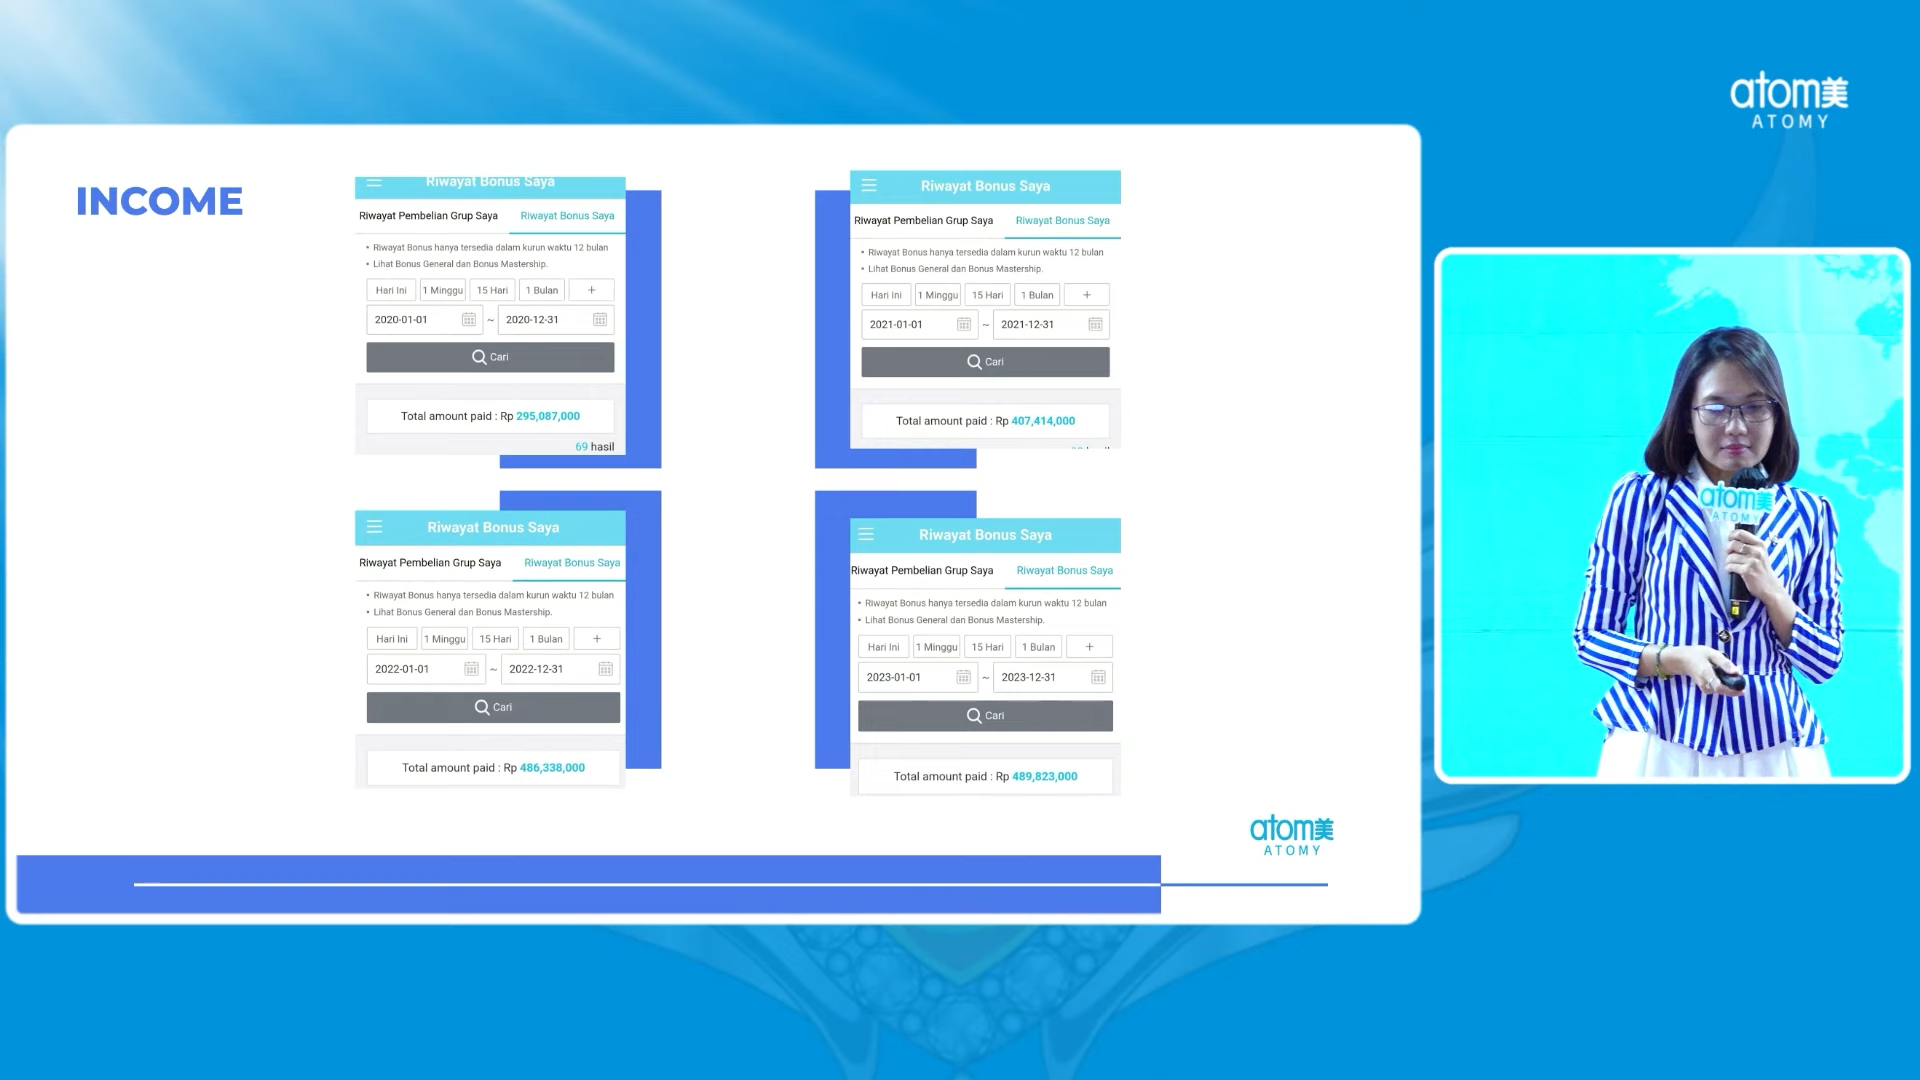 atom美
ATOMY
INCOME
Riwayat Bonus Saya
Riwayat Pembelian Grup Saya Riwayat Bonus Saya
• Riwayat Bonus hanya tersedia dalam kurun waktu 12 bulan
• Lihat Bonus General dan Bonus Mastership.
Hari Ini 1 Minggu 15 Hari 1 Bulan +
2020-01-01 ~ 2020-12-31
Cari
Total amount paid : Rp 295,087,000
69 hasil
Riwayat Bonus Saya
Riwayat Pembelian Grup Saya Riwayat Bonus Saya
• Riwayat Bonus hanya tersedia dalam kurun waktu 12 bulan
• Lihat Bonus General dan Bonus Mastership.
Hari Ini 1 Minggu 15 Hari 1 Bulan +
2021-01-01 ~ 2021-12-31
Cari
Total amount paid : Rp 407,414,000
Riwayat Bonus Saya
Riwayat Pembelian Grup Saya Riwayat Bonus Saya
• Riwayat Bonus hanya tersedia dalam kurun waktu 12 bulan
• Lihat Bonus General dan Bonus Mastership.
Hari Ini 1 Minggu 15 Hari 1 Bulan +
2022-01-01 ~ 2022-12-31
Cari
Total amount paid : Rp 486,338,000
Riwayat Bonus Saya
Riwayat Pembelian Grup Saya Riwayat Bonus Saya
• Riwayat Bonus hanya tersedia dalam kurun waktu 12 bulan
• Lihat Bonus General dan Bonus Mastership.
Hari Ini 1 Minggu 15 Hari 1 Bulan +
2023-01-01 ~ 2023-12-31
Cari
Total amount paid : Rp 489,823,000
atom美
ATOMY
atom美
ATOMY